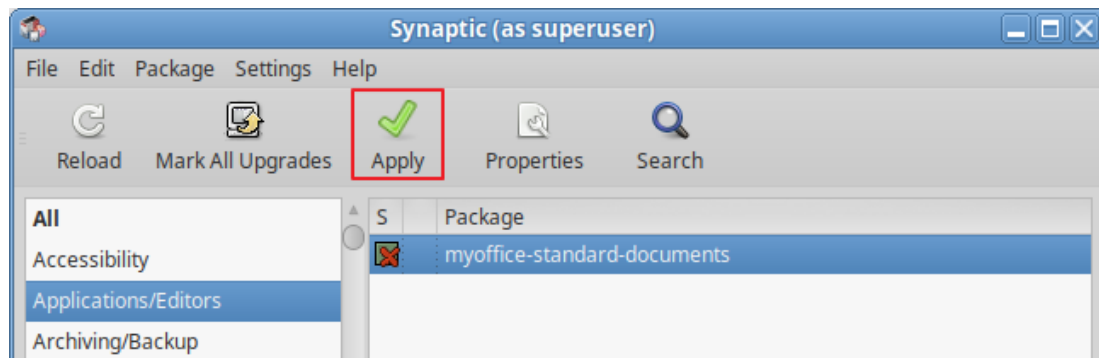 Synaptic (as superuser)
File Edit Package Settings Help
Reload Mark All Upgrades Apply Properties Search
All
Accessibility
Applications/Editors
Archiving/Backup
S Package
myoffice-standard-documents